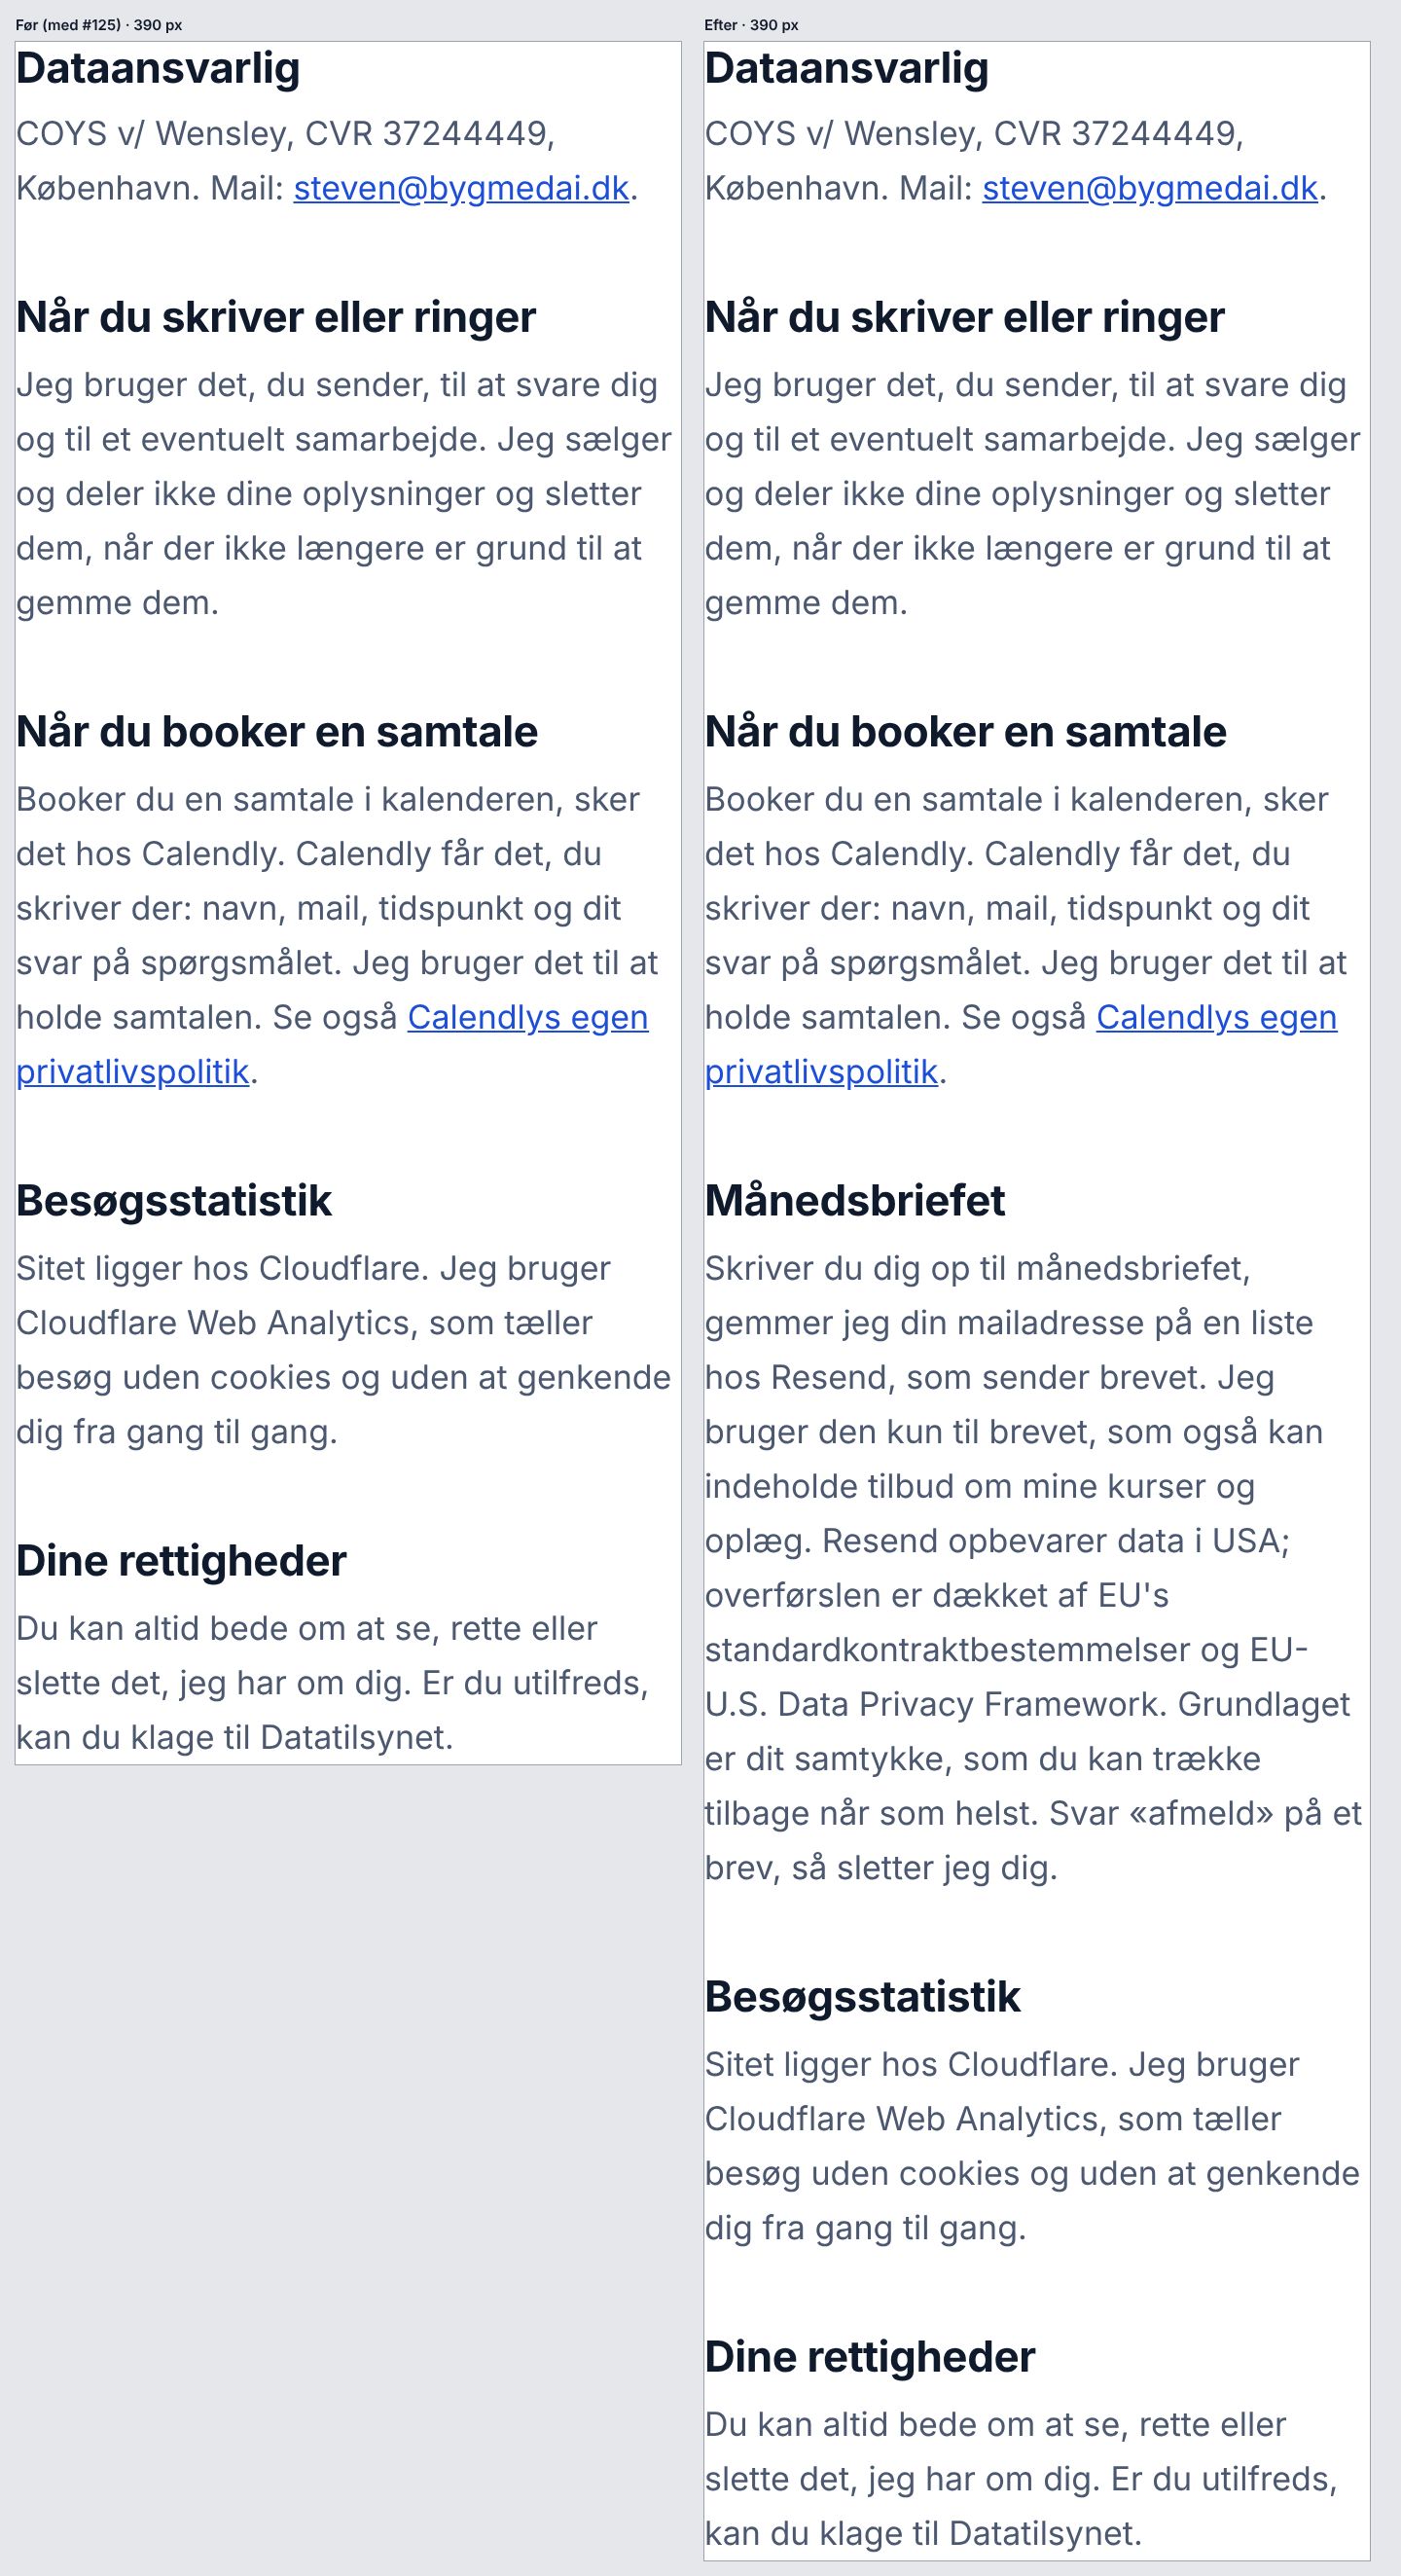 Før (med #125) · 390 px
Dataansvarlig
COYS v/ Wensley, CVR 37244449,
København. Mail: steven@bygmedai.dk.
Når du skriver eller ringer
Jeg bruger det, du sender, til at svare dig
og til et eventuelt samarbejde. Jeg sælger
og deler ikke dine oplysninger og sletter
dem, når der ikke længere er grund til at
gemme dem.
Når du booker en samtale
Booker du en samtale i kalenderen, sker
det hos Calendly. Calendly får det, du
skriver der: navn, mail, tidspunkt og dit
svar på spørgsmålet. Jeg bruger det til at
holde samtalen. Se også Calendlys egen
privatlivspolitik.
Besøgsstatistik
Sitet ligger hos Cloudflare. Jeg bruger
Cloudflare Web Analytics, som tæller
besøg uden cookies og uden at genkende
dig fra gang til gang.
Dine rettigheder
Du kan altid bede om at se, rette eller
slette det, jeg har om dig. Er du utilfreds,
kan du klage til Datatilsynet.
Efter · 390 px
Dataansvarlig
COYS v/ Wensley, CVR 37244449,
København. Mail: steven@bygmedai.dk.
Når du skriver eller ringer
Jeg bruger det, du sender, til at svare dig
og til et eventuelt samarbejde. Jeg sælger
og deler ikke dine oplysninger og sletter
dem, når der ikke længere er grund til at
gemme dem.
Når du booker en samtale
Booker du en samtale i kalenderen, sker
det hos Calendly. Calendly får det, du
skriver der: navn, mail, tidspunkt og dit
svar på spørgsmålet. Jeg bruger det til at
holde samtalen. Se også Calendlys egen
privatlivspolitik.
Månedsbriefet
Skriver du dig op til månedsbriefet,
gemmer jeg din mailadresse på en liste
hos Resend, som sender brevet. Jeg
bruger den kun til brevet, som også kan
indeholde tilbud om mine kurser og
oplæg. Resend opbevarer data i USA;
overførslen er dækket af EU's
standardkontraktbestemmelser og EU-
U.S. Data Privacy Framework. Grundlaget
er dit samtykke, som du kan trække
tilbage når som helst. Svar «afmeld» på et
brev, så sletter jeg dig.
Besøgsstatistik
Sitet ligger hos Cloudflare. Jeg bruger
Cloudflare Web Analytics, som tæller
besøg uden cookies og uden at genkende
dig fra gang til gang.
Dine rettigheder
Du kan altid bede om at se, rette eller
slette det, jeg har om dig. Er du utilfreds,
kan du klage til Datatilsynet.